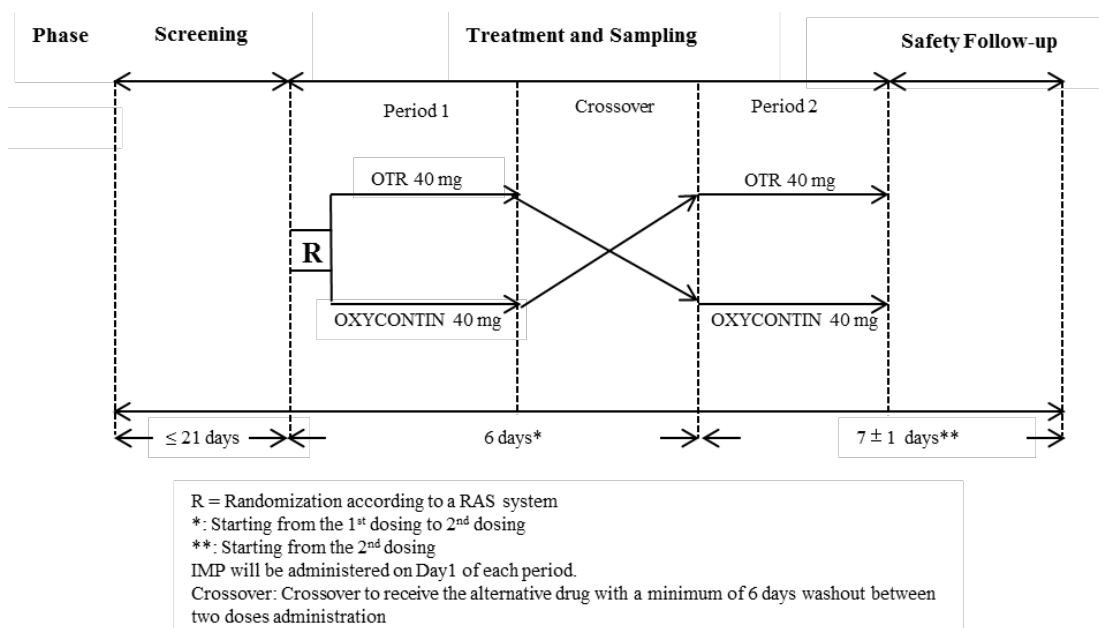 Phase Screening Treatment and Sampling Safety Follow-up
Period 1 Crossover Period 2
OTR 40 mg OTR 40 mg
R
OXYCONTIN 40 mg OXYCONTIN 40 mg
≤ 21 days 6 days* 7 ± 1 days**
R = Randomization according to a RAS system
*: Starting from the 1st dosing to 2nd dosing
**: Starting from the 2nd dosing
IMP will be administered on Day1 of each period.
Crossover: Crossover to receive the alternative drug with a minimum of 6 days washout between
two doses administration